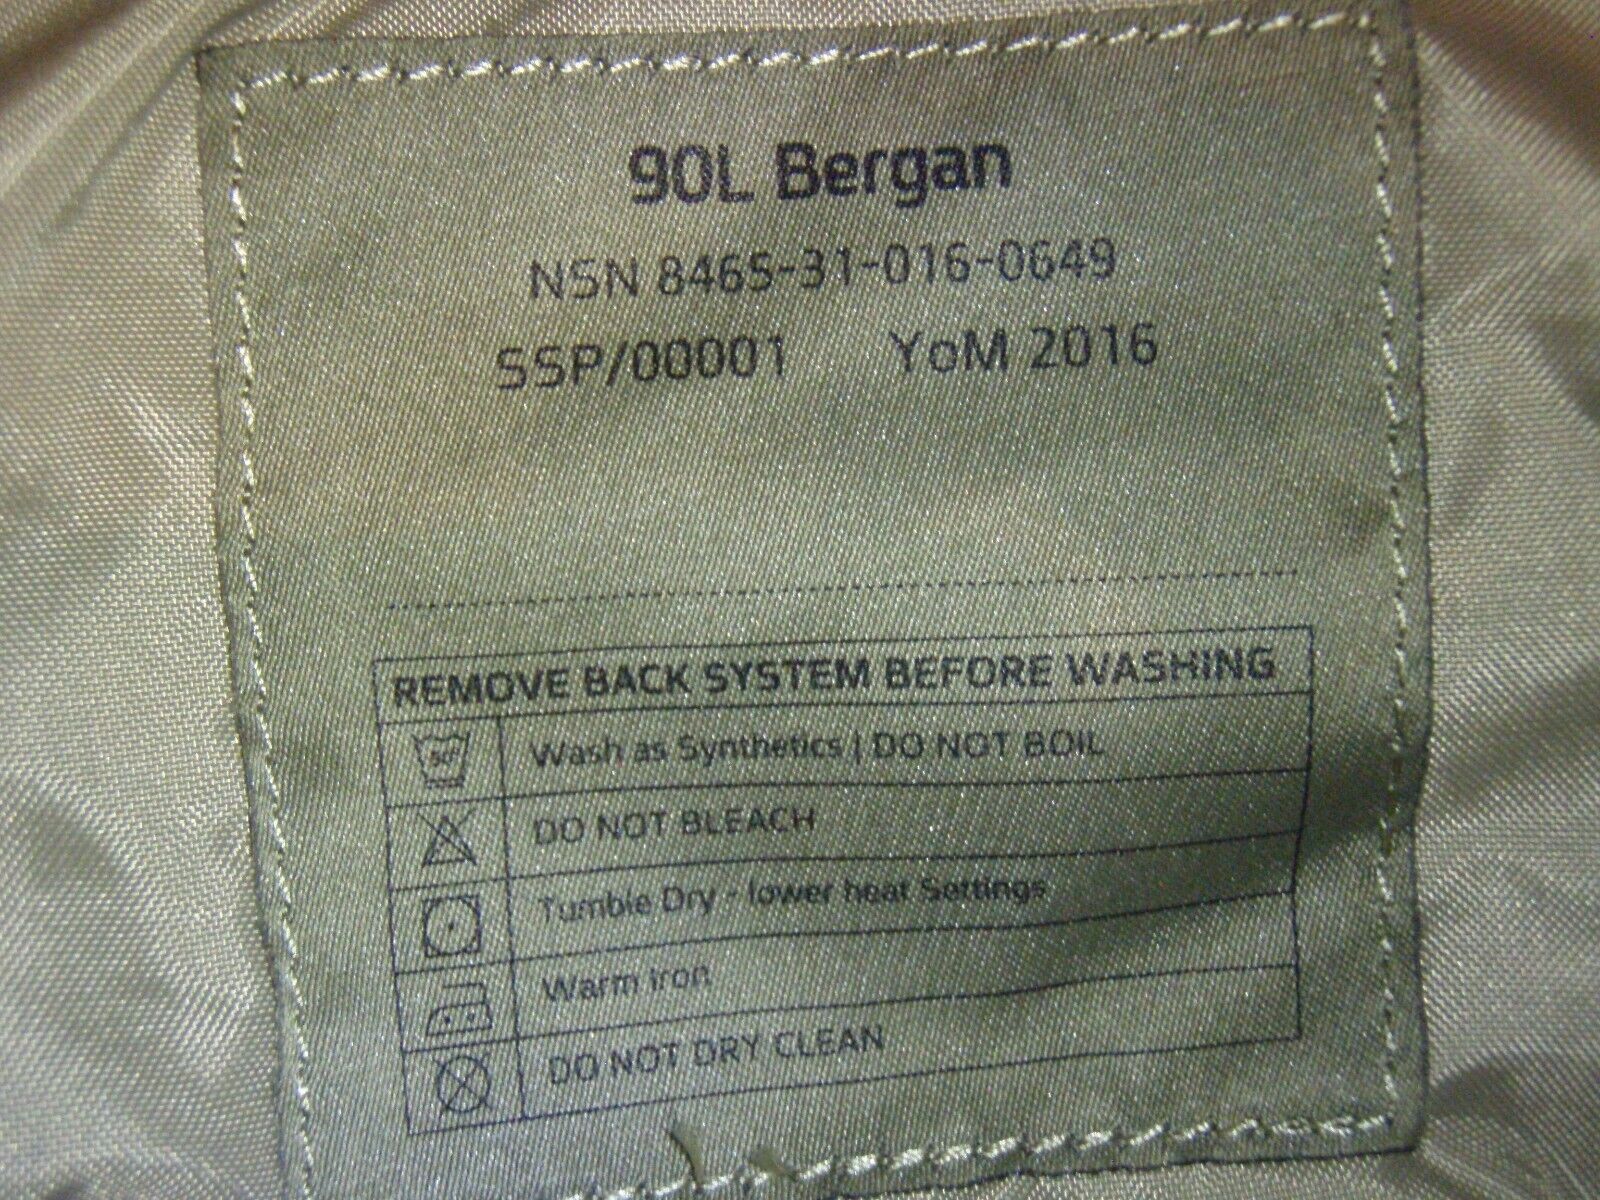 90L Bergan
NSN 8465-31-016-0649
SSP/00001 YoM 2016
REMOVE BACK SYSTEM BEFORE WASHING
50° Wash as Synthetics | DO NOT BOIL
DO NOT BLEACH
Tumble Dry - lower heat Settings
Warm iron
DO NOT DRY CLEAN